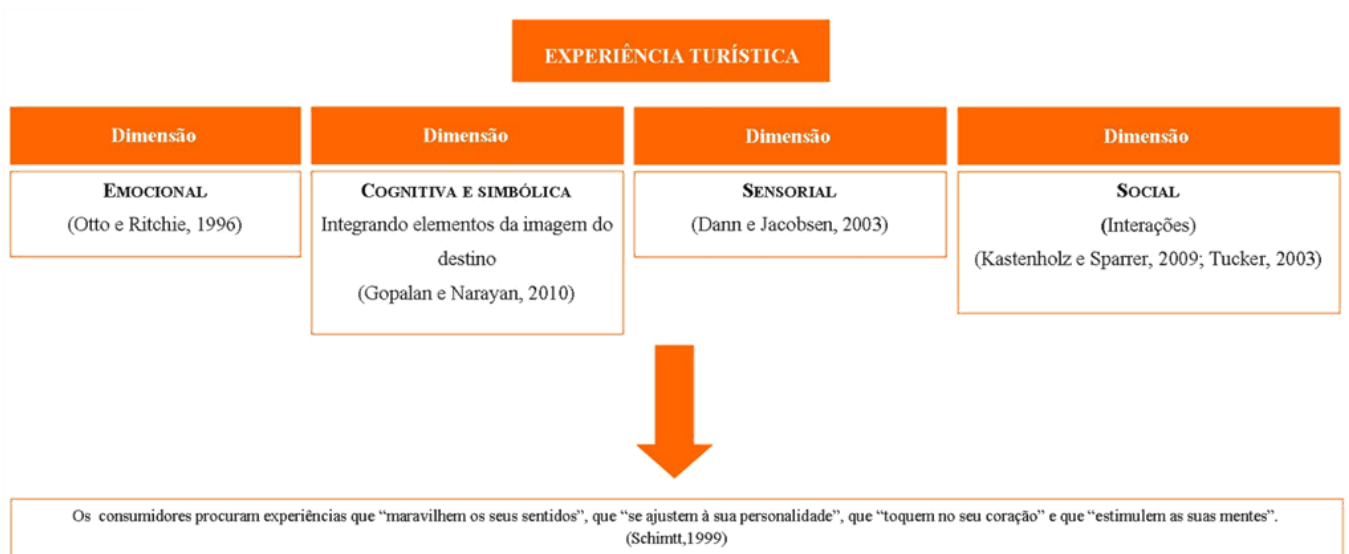 EXPERIÊNCIA TURÍSTICA
Dimensão
EMOCIONAL
(Otto e Ritchie, 1996)
Dimensão
COGNITIVA E SIMBÓLICA
Integrando elementos da imagem do
destino
(Gopalan e Narayan, 2010)
Dimensão
SENSORIAL
(Dann e Jacobsen, 2003)
Dimensão
SOCIAL
(Interações)
(Kastenholz e Sparrer, 2009; Tucker, 2003)
Os consumidores procuram experiências que “maravilhem os seus sentidos”, que “se ajustem à sua personalidade”, que “toquem no seu coração” e que “estimulem as suas mentes”.
(Schimtt,1999)